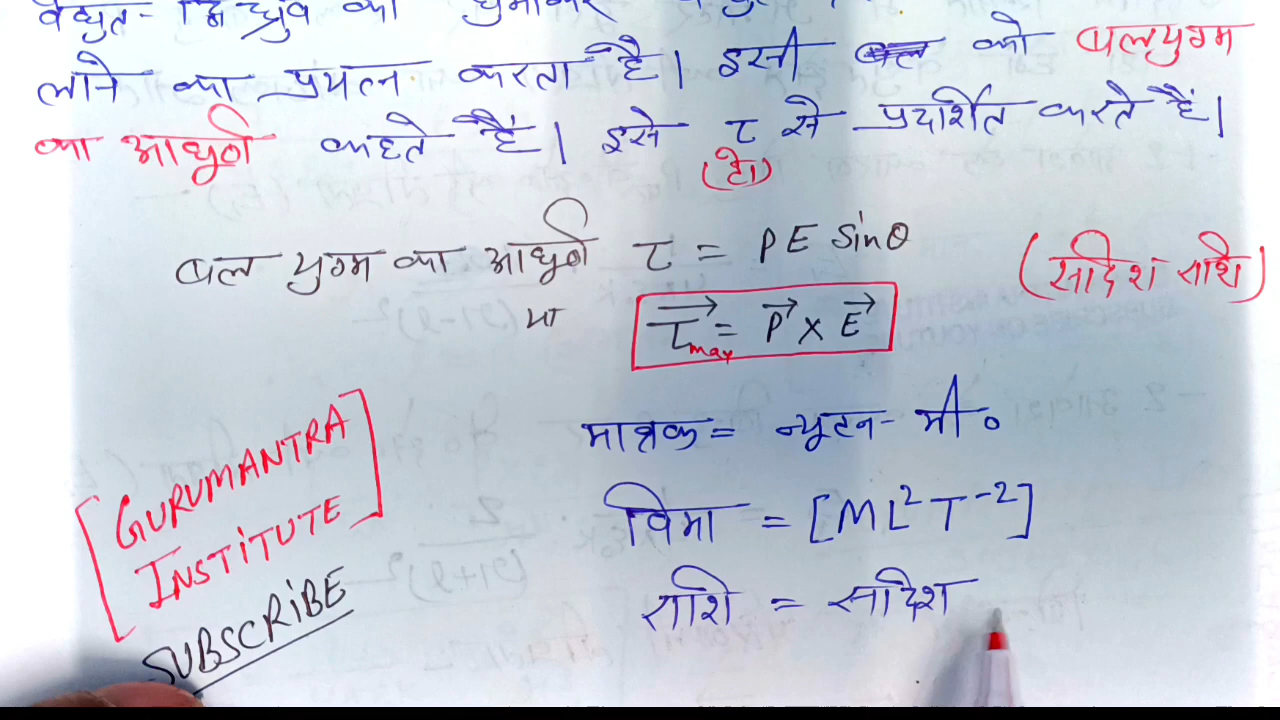 वैद्युत- द्विध्रुव को घुमाकर
लाने का प्रयत्न करता है। इसी बल को बलयुग्म
का आघूर्ण कहते हैं। इसे τ से प्रदर्शित करते हैं।
(टो)
बल युग्म का आघूर्ण τ = PE Sinθ
(सदिश राशि)
या τ⃗max = P⃗ × E⃗
मात्रक = न्यूटन- मी०
विमा = [ML²T⁻²]
राशि = सदिश
[GURUMANTRA
INSTITUTE]
SUBSCRIBE